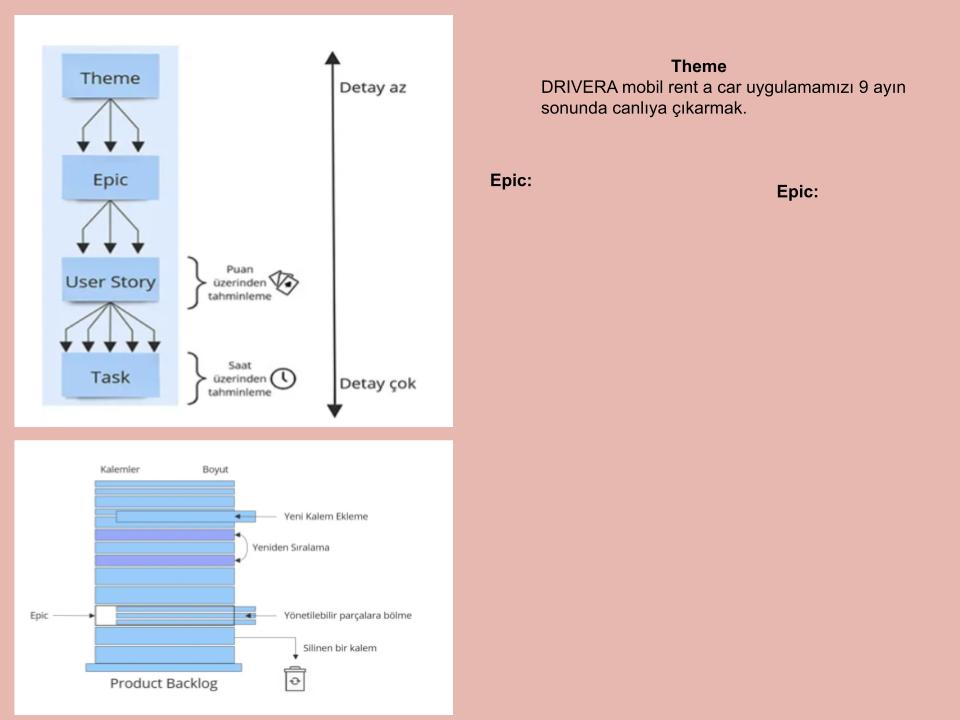 Theme
Epic
User Story
Task
Puan
üzerinden
tahminleme
Saat
üzerinden
tahminleme
Detay az
Detay çok
Kalemler
Boyut
Yeni Kalem Ekleme
Yeniden Sıralama
Epic
Yönetilebilir parçalara bölme
Silinen bir kalem
Product Backlog
Theme
DRIVERA mobil rent a car uygulamamızı 9 ayın
sonunda canlıya çıkarmak.
Epic:
Epic: